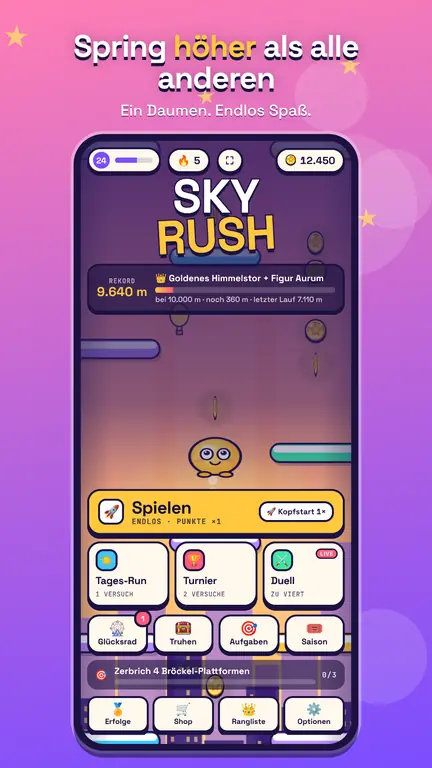 Spring höher als alle
anderen
Ein Daumen. Endlos Spaß.
24
5
12.450
SKY
RUSH
REKORD
9.640 m
Goldenes Himmelstor + Figur Aurum
bei 10.000 m · noch 360 m · letzter Lauf 7.110 m
Spielen
ENDLOS · PUNKTE ×1
Kopfstart 1×
Tages-Run
1 VERSUCH
Turnier
2 VERSUCHE
LIVE
Duell
ZU VIERT
1
Glücksrad
Truhen
Aufgaben
Saison
Zerbrich 4 Bröckel-Plattformen
0/3
Erfolge
Shop
Rangliste
Optionen